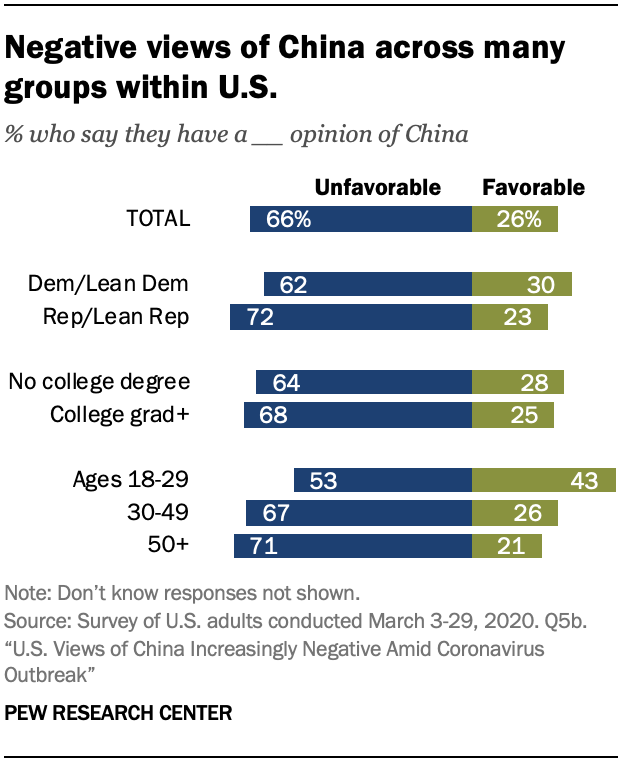 Negative views of China across many
groups within U.S.
% who say they have a __ opinion of China
Unfavorable Favorable
TOTAL 66% 26%
Dem/Lean Dem 62 30
Rep/Lean Rep 72 23
No college degree 64 28
College grad+ 68 25
Ages 18-29 53 43
30-49 67 26
50+ 71 21
Note: Don’t know responses not shown.
Source: Survey of U.S. adults conducted March 3-29, 2020. Q5b.
“U.S. Views of China Increasingly Negative Amid Coronavirus
Outbreak”
PEW RESEARCH CENTER